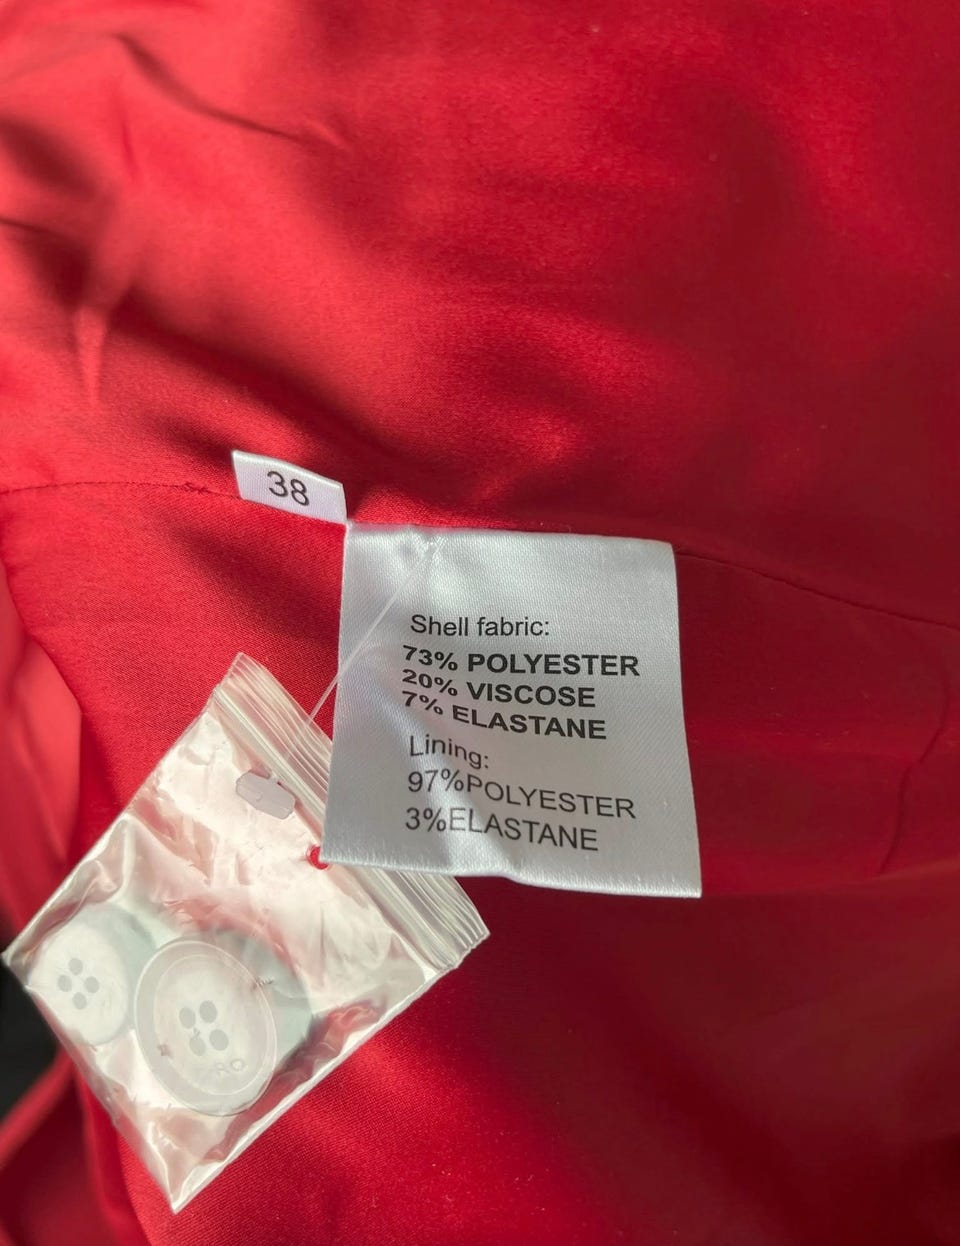 38
Shell fabric:
73% POLYESTER
20% VISCOSE
7% ELASTANE
Lining:
97%POLYESTER
3%ELASTANE